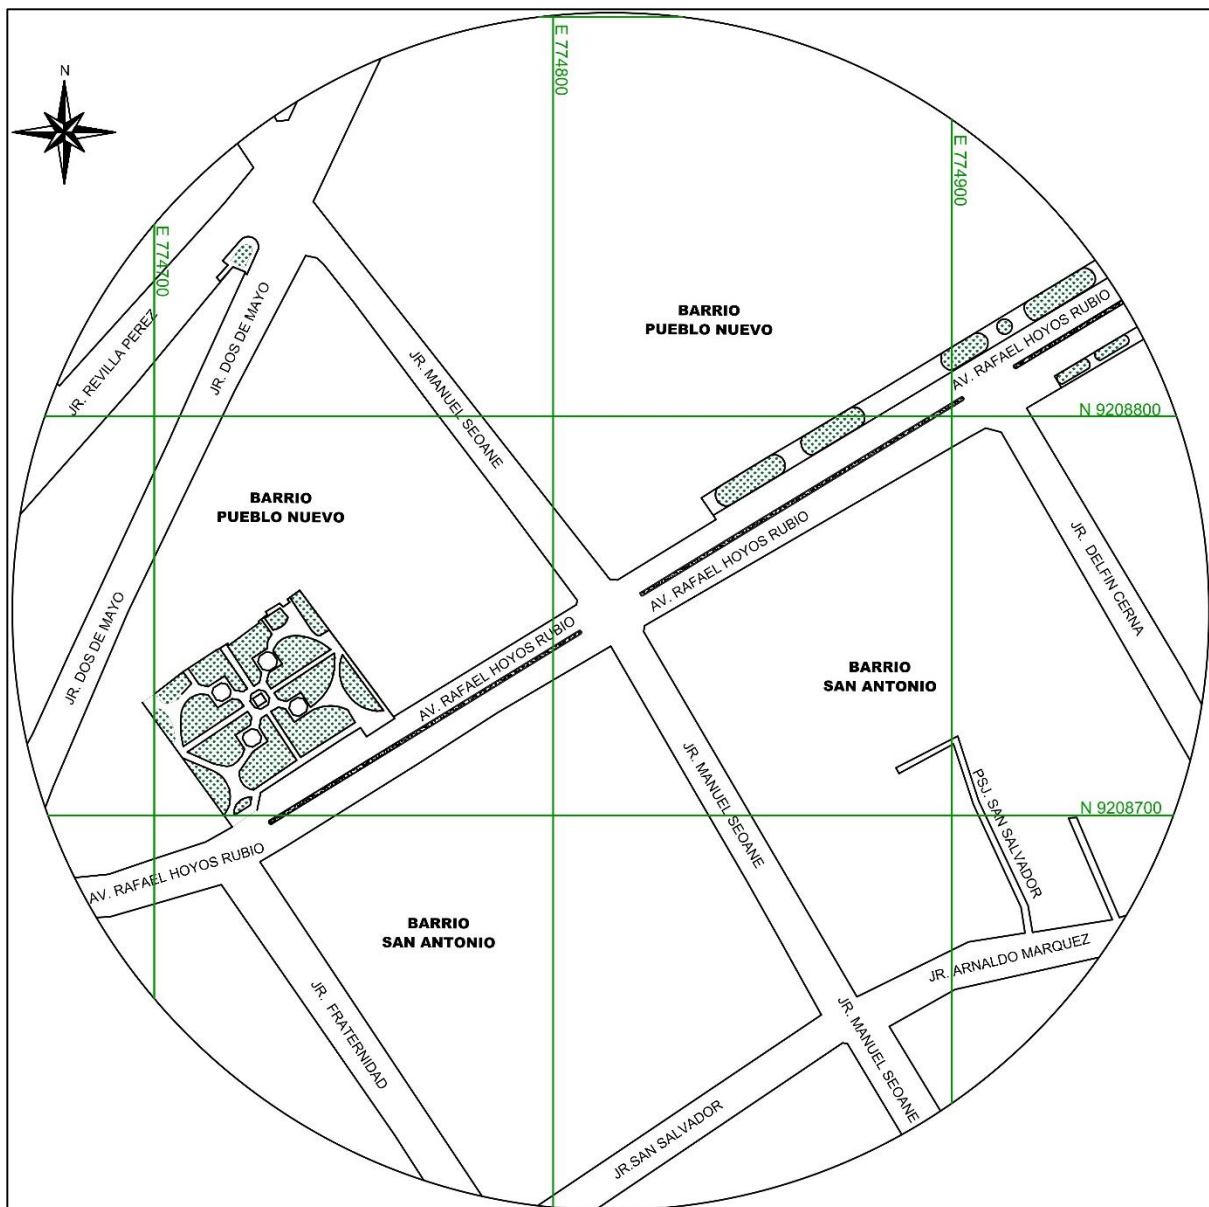 N
E 774800
E 774900
E 774700
JR. REVILLA PEREZ
JR. DOS DE MAYO
JR. MANUEL SEOANE
BARRIO
PUEBLO NUEVO
AV. RAFAEL HOYOS RUBIO
N 9208800
BARRIO
PUEBLO NUEVO
AV. RAFAEL HOYOS RUBIO
JR. DELFIN CERNA
JR. DOS DE MAYO
AV. RAFAEL HOYOS RUBIO
BARRIO
SAN ANTONIO
JR. MANUEL SEOANE
PSJ. SAN SALVADOR
N 9208700
AV. RAFAEL HOYOS RUBIO
BARRIO
SAN ANTONIO
JR. ARNALDO MARQUEZ
JR. FRATERNIDAD
JR. MANUEL SEOANE
JR.SAN SALVADOR